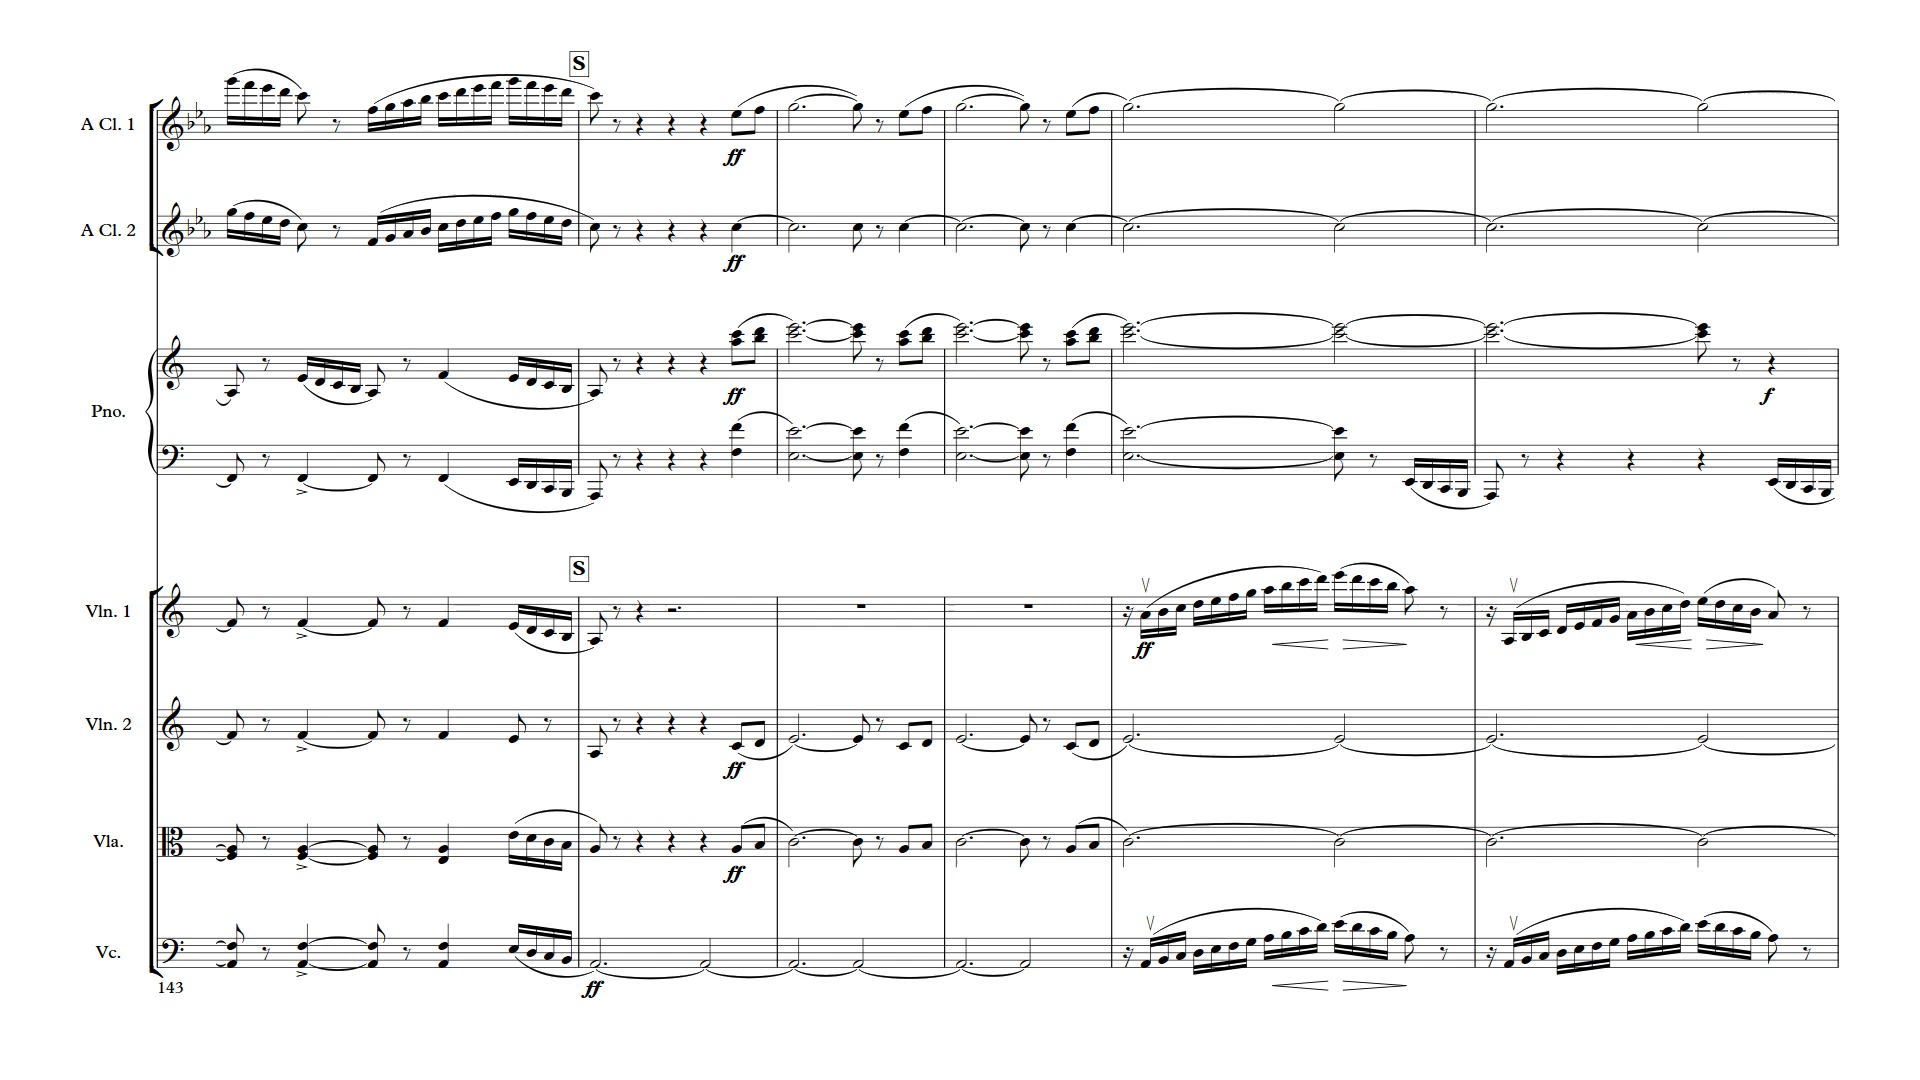 S
A Cl. 1
ff
A Cl. 2
ff
ff
f
Pno.
S
Vln. 1
ff
Vln. 2
ff
Vla.
ff
Vc.
ff
143